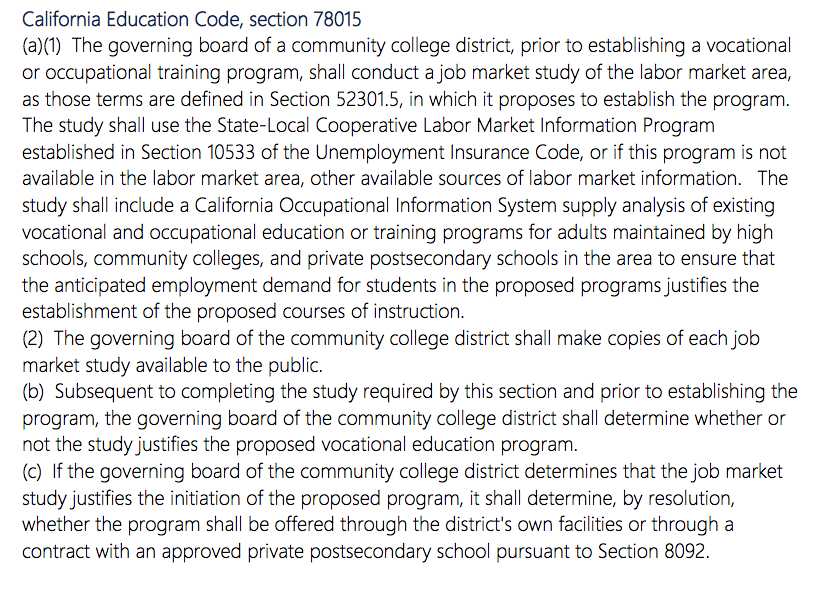 California Education Code, section 78015
(a)(1) The governing board of a community college district, prior to establishing a vocational
or occupational training program, shall conduct a job market study of the labor market area,
as those terms are defined in Section 52301.5, in which it proposes to establish the program.
The study shall use the State-Local Cooperative Labor Market Information Program
established in Section 10533 of the Unemployment Insurance Code, or if this program is not
available in the labor market area, other available sources of labor market information. The
study shall include a California Occupational Information System supply analysis of existing
vocational and occupational education or training programs for adults maintained by high
schools, community colleges, and private postsecondary schools in the area to ensure that
the anticipated employment demand for students in the proposed programs justifies the
establishment of the proposed courses of instruction.
(2) The governing board of the community college district shall make copies of each job
market study available to the public.
(b) Subsequent to completing the study required by this section and prior to establishing the
program, the governing board of the community college district shall determine whether or
not the study justifies the proposed vocational education program.
(c) If the governing board of the community college district determines that the job market
study justifies the initiation of the proposed program, it shall determine, by resolution,
whether the program shall be offered through the district's own facilities or through a
contract with an approved private postsecondary school pursuant to Section 8092.